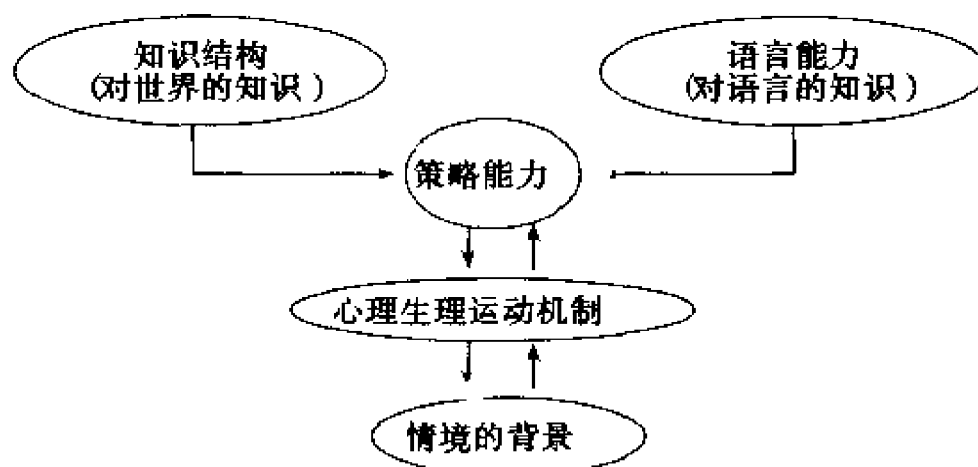 知识结构
(对世界的知识)
语言能力
(对语言的知识)
策略能力
心理生理运动机制
情境的背景